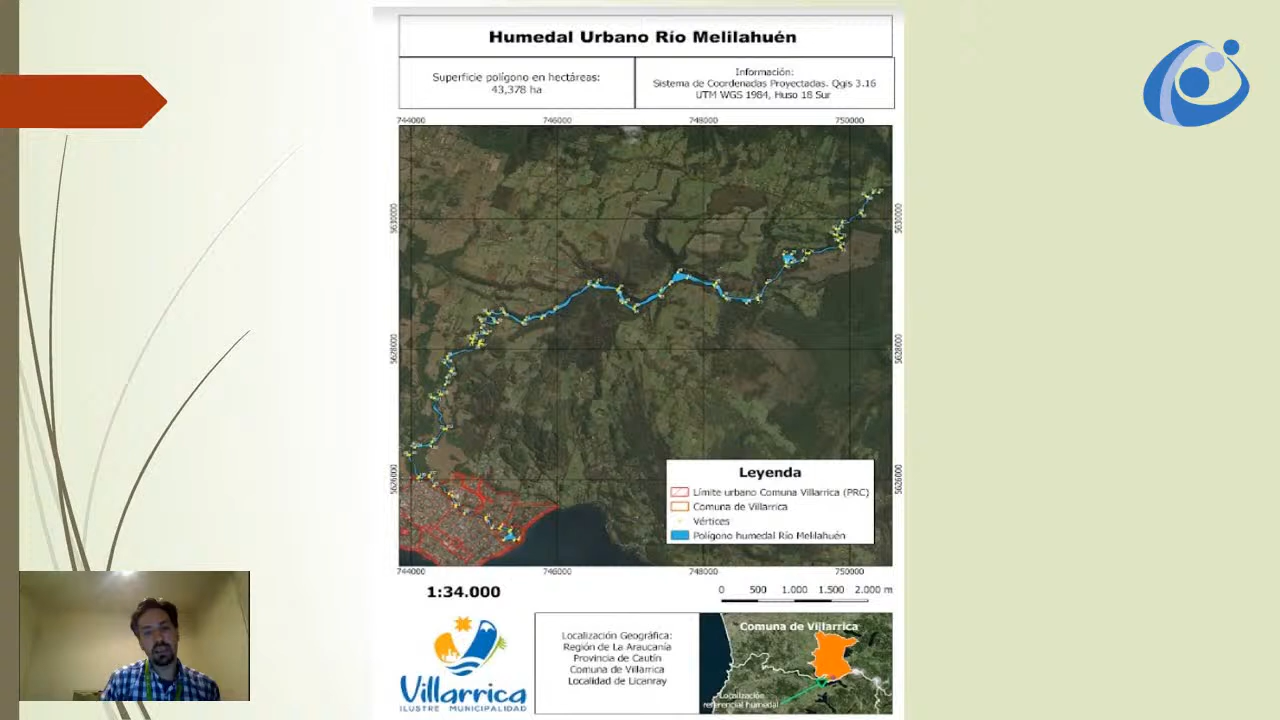 Humedal Urbano Río Melilahuén
Superficie polígono en hectáreas:
43,378 ha
Información:
Sistema de Coordenadas Proyectadas. Qgis 3.16
UTM WGS 1984, Huso 18 Sur
744000
746000
748000
750000
5630000
5630000
5628000
5628000
5626000
5626000
Leyenda
Límite urbano Comuna Villarrica (PRC)
Comuna de Villarrica
Vértices
Polígono humedal Río Melilahuén
744000
746000
748000
750000
1:34.000
0 500 1.000 1.500 2.000 m
Villarrica
ILUSTRE MUNICIPALIDAD
Localización Geográfica:
Región de La Araucanía
Provincia de Cautín
Comuna de Villarrica
Localidad de Licanray
Comuna de Villarrica
Localización
referencial humedal